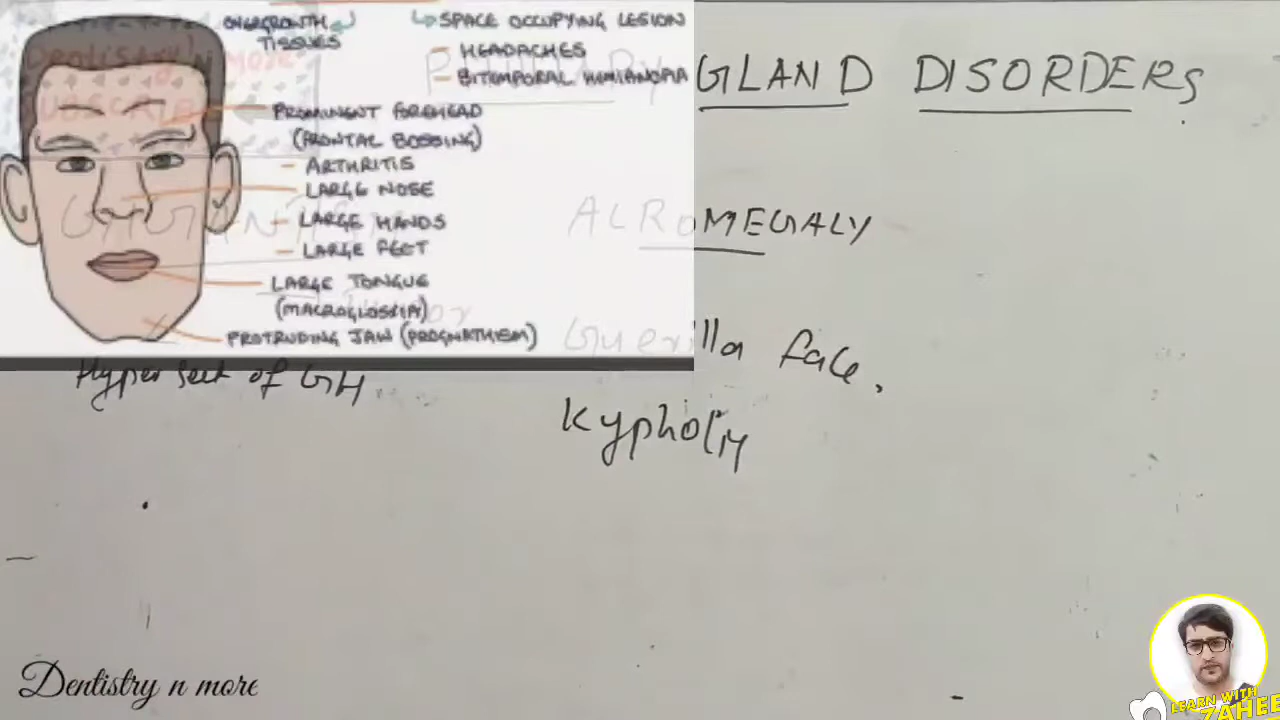 OVERGROWTH
TISSUES
SPACE OCCUPYING LESION
- HEADACHES
- BITEMPORAL HEMIANOPIA
PROMINENT FOREHEAD
(FRONTAL BOSSING)
- ARTHRITIS
LARGE NOSE
- LARGE HANDS
- LARGE FEET
LARGE TONGUE
(MACROGLOSSIA)
PROTRUDING JAW (PROGNATHISM)
GLAND DISORDERS
ACROMEGALY
Guerilla face.
Hyper sect of GH
Kyphosis
Dentistry n more
LEARN WITH
ZAHEE